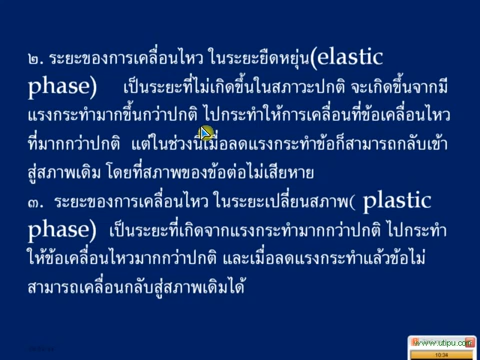 ๒. ระยะของการเคลื่อนไหว ในระยะยืดหยุ่น(elastic
phase) เป็นระยะที่ไม่เกิดขึ้นในสภาวะปกติ จะเกิดขึ้นจากมี
แรงกระทำมากขึ้นกว่าปกติ ไปกระทำให้การเคลื่อนที่ข้อเคลื่อนไหว
ที่มากกว่าปกติ แต่ในช่วงนี้เมื่อลดแรงกระทำข้อก็สามารถกลับเข้า
สู่สภาพเดิม โดยที่สภาพของข้อต่อไม่เสียหาย
๓. ระยะของการเคลื่อนไหว ในระยะเปลี่ยนสภาพ( plastic
phase) เป็นระยะที่เกิดจากแรงกระทำมากกว่าปกติ ไปกระทำ
ให้ข้อเคลื่อนไหวมากกว่าปกติ และเมื่อลดแรงกระทำแล้วข้อไม่
สามารถเคลื่อนกลับสู่สภาพเดิมได้
www.utipu.com
10:34